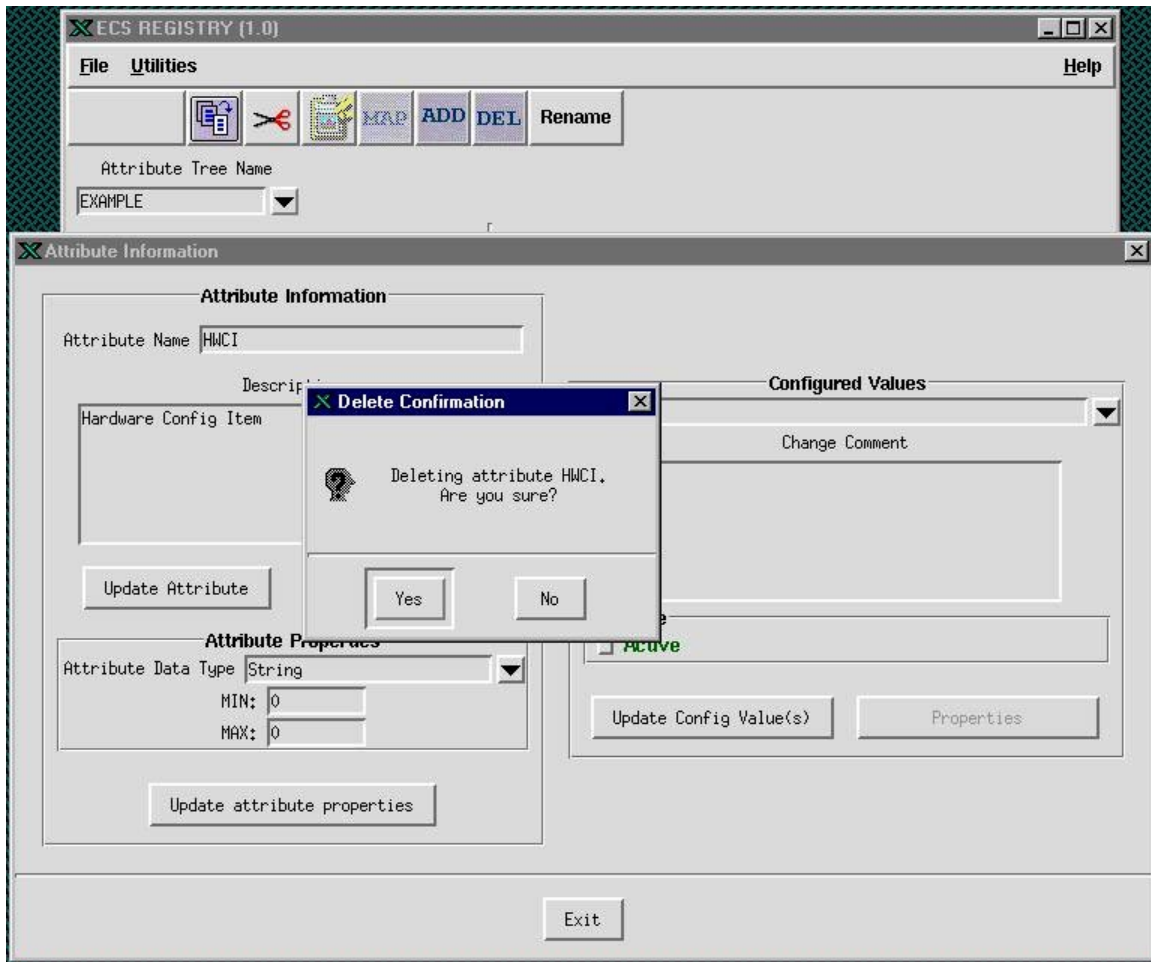 ECS REGISTRY (1.0)
File Utilities Help
MAP ADD DEL Rename
Attribute Tree Name
EXAMPLE
Attribute Information
Attribute Information
Attribute Name HWCI
Descrip
Hardware Config Item
Update Attribute
Delete Confirmation
Deleting attribute HWCI.
Are you sure?
Yes No
Configured Values
Change Comment
Active
Update Config Value(s) Properties
Attribute Properties
Attribute Data Type String
MIN: 0
MAX: 0
Update attribute properties
Exit